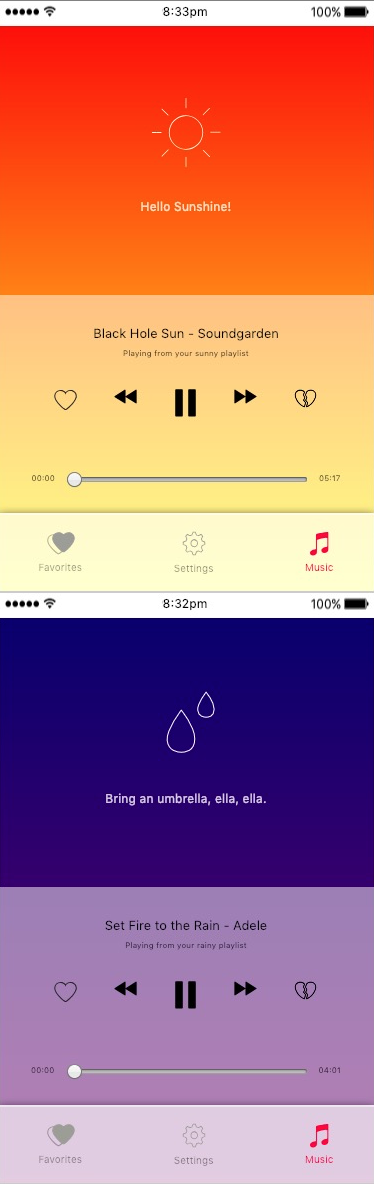 8:33pm 100%
Hello Sunshine!
Black Hole Sun - Soundgarden
Playing from your sunny playlist
00:00 05:17
Favorites Settings Music
8:32pm 100%
Bring an umbrella, ella, ella.
Set Fire to the Rain - Adele
Playing from your rainy playlist
00:00 04:01
Favorites Settings Music